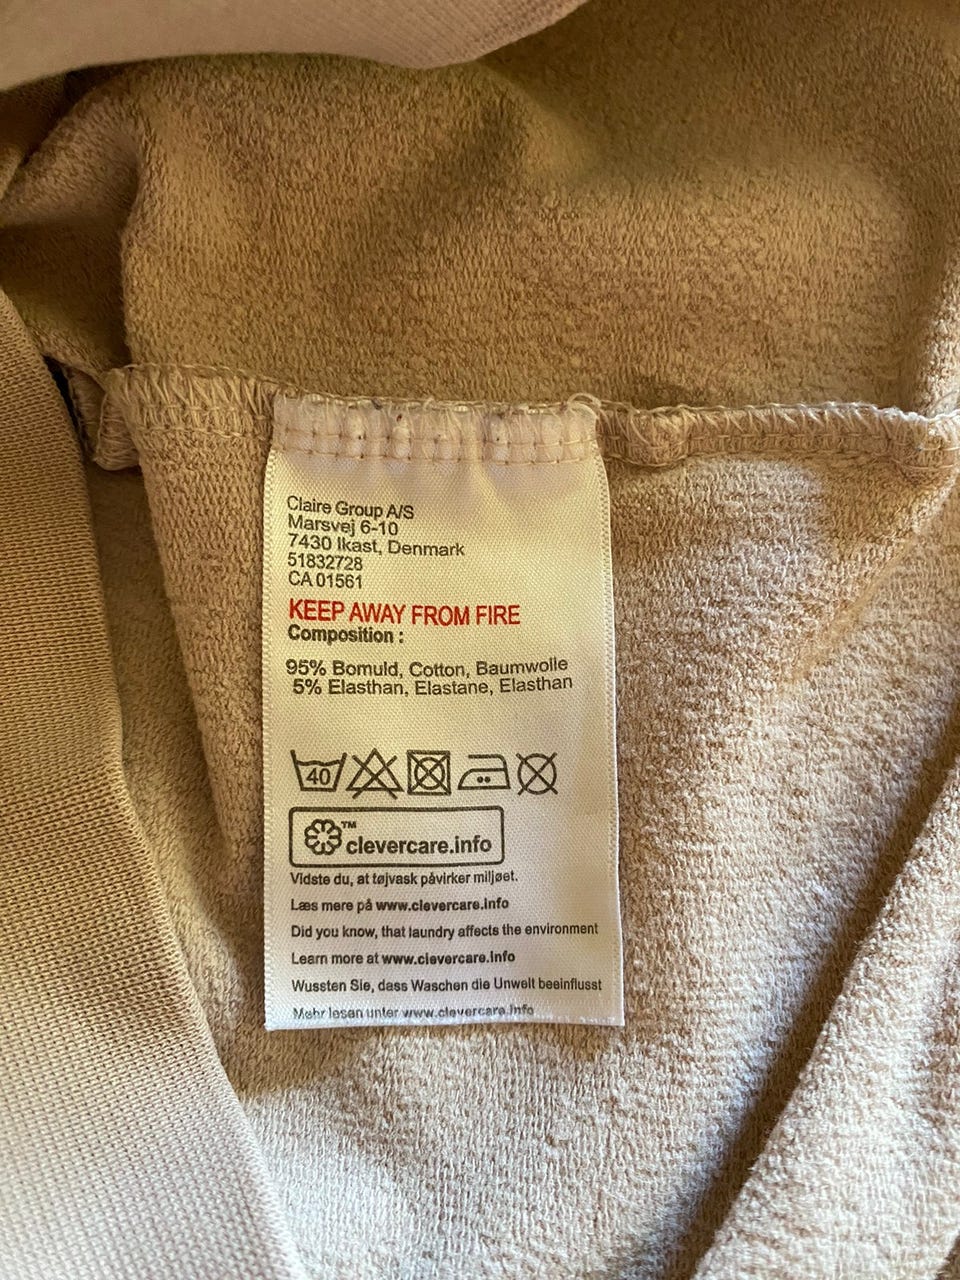 Claire Group A/S
Marsvej 6-10
7430 Ikast, Denmark
51832728
CA 01561
KEEP AWAY FROM FIRE
Composition :
95% Bomuld, Cotton, Baumwolle
5% Elasthan, Elastane, Elasthan
40
™ clevercare.info
Vidste du, at tøjvask påvirker miljøet.
Læs mere på www.clevercare.info
Did you know, that laundry affects the environment
Learn more at www.clevercare.info
Wussten Sie, dass Waschen die Unwelt beeinflusst
Mehr lesen unter www.clevercare.info